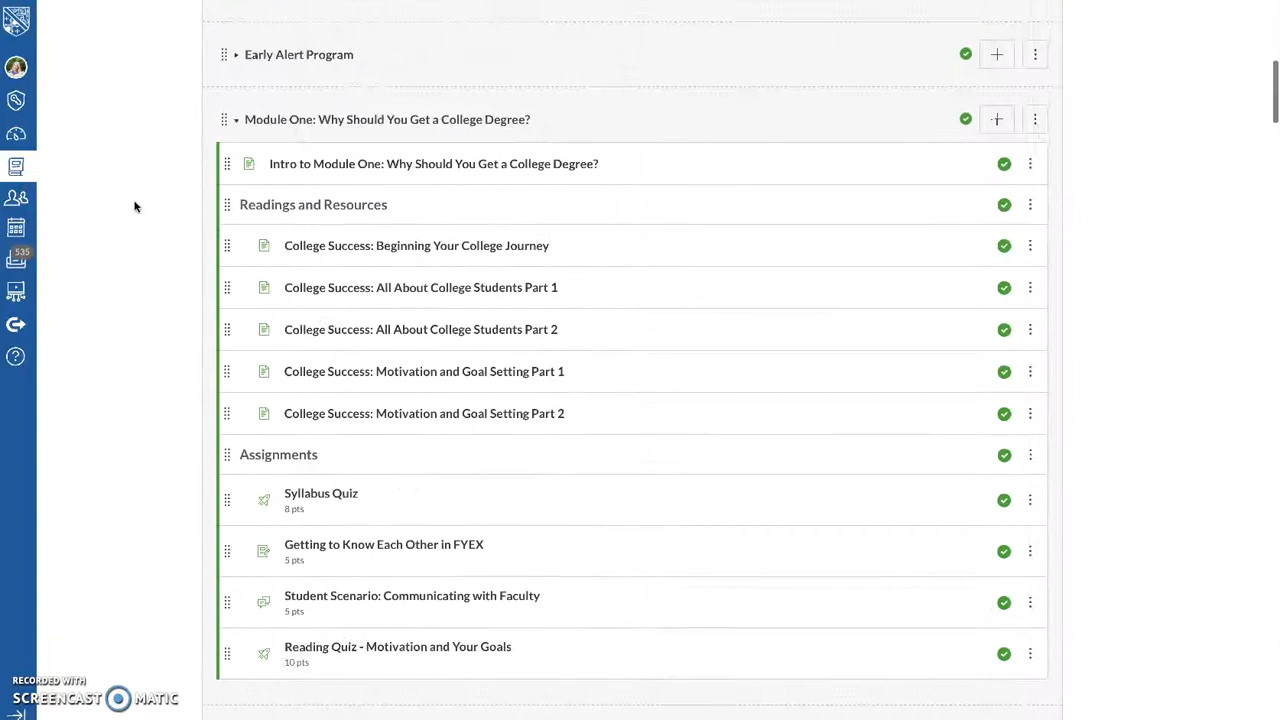 Early Alert Program
Module One: Why Should You Get a College Degree?
Intro to Module One: Why Should You Get a College Degree?
Readings and Resources
College Success: Beginning Your College Journey
535
College Success: All About College Students Part 1
College Success: All About College Students Part 2
College Success: Motivation and Goal Setting Part 1
College Success: Motivation and Goal Setting Part 2
Assignments
Syllabus Quiz
8 pts
Getting to Know Each Other in FYEX
5 pts
Student Scenario: Communicating with Faculty
5 pts
Reading Quiz - Motivation and Your Goals
10 pts
RECORDED WITH
SCREENCAST MATIC